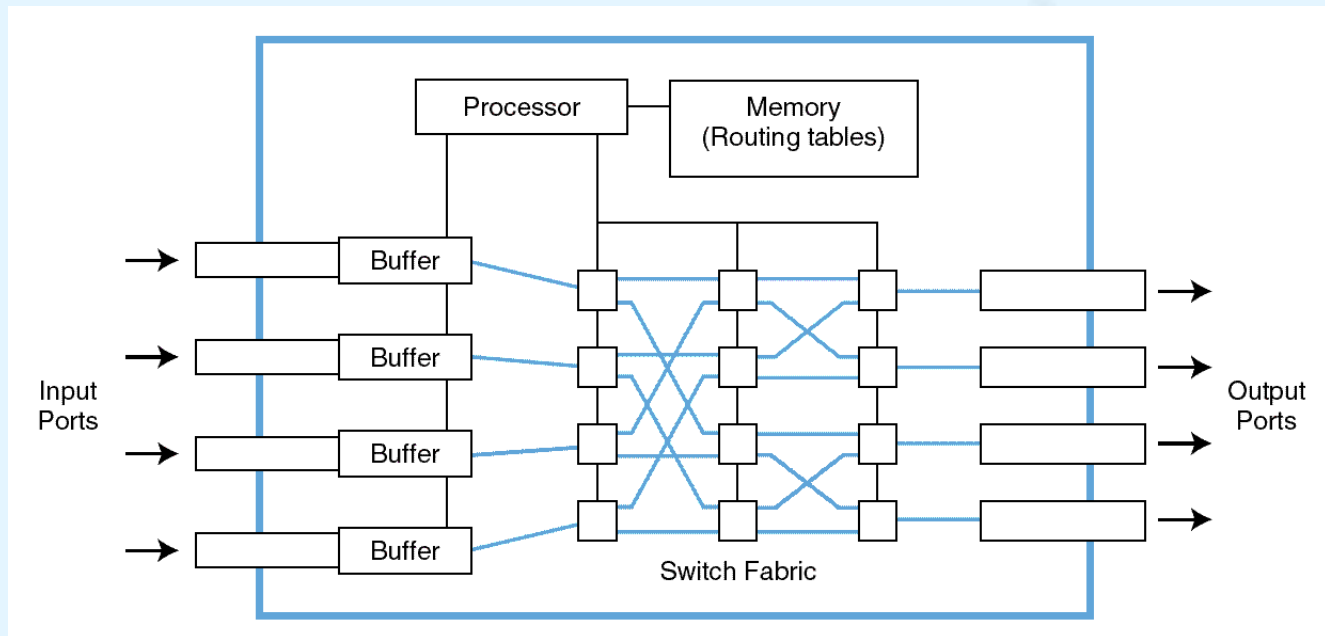 Processor
Memory
(Routing tables)
Buffer
Buffer
Buffer
Buffer
Input
Ports
Output
Ports
Switch Fabric